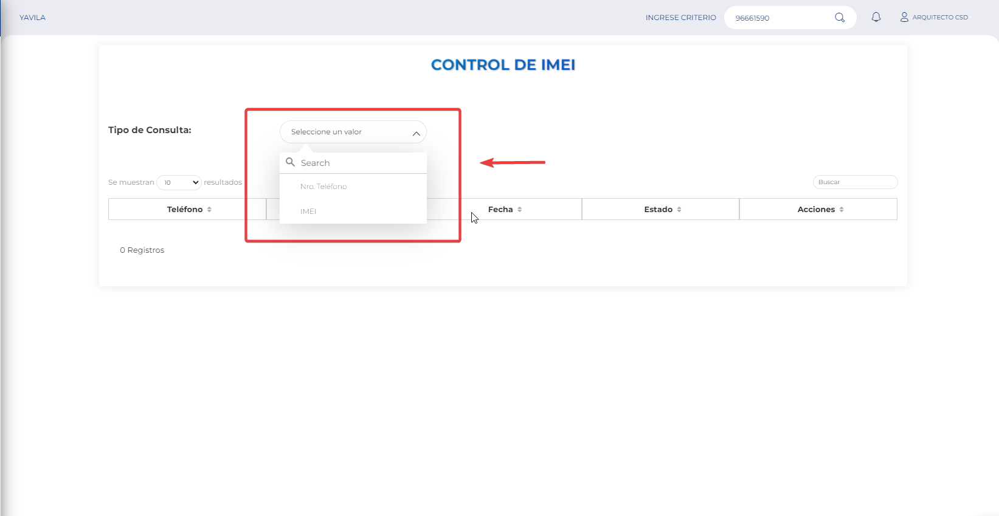 YAVILA
INGRESE CRITERIO 96661590 ARQUITECTO CSD
CONTROL DE IMEI
Tipo de Consulta: Seleccione un valor
Search
Se muestran 10 resultados Buscar
Nro. Teléfono
Teléfono Fecha Estado Acciones
IMEI
0 Registros